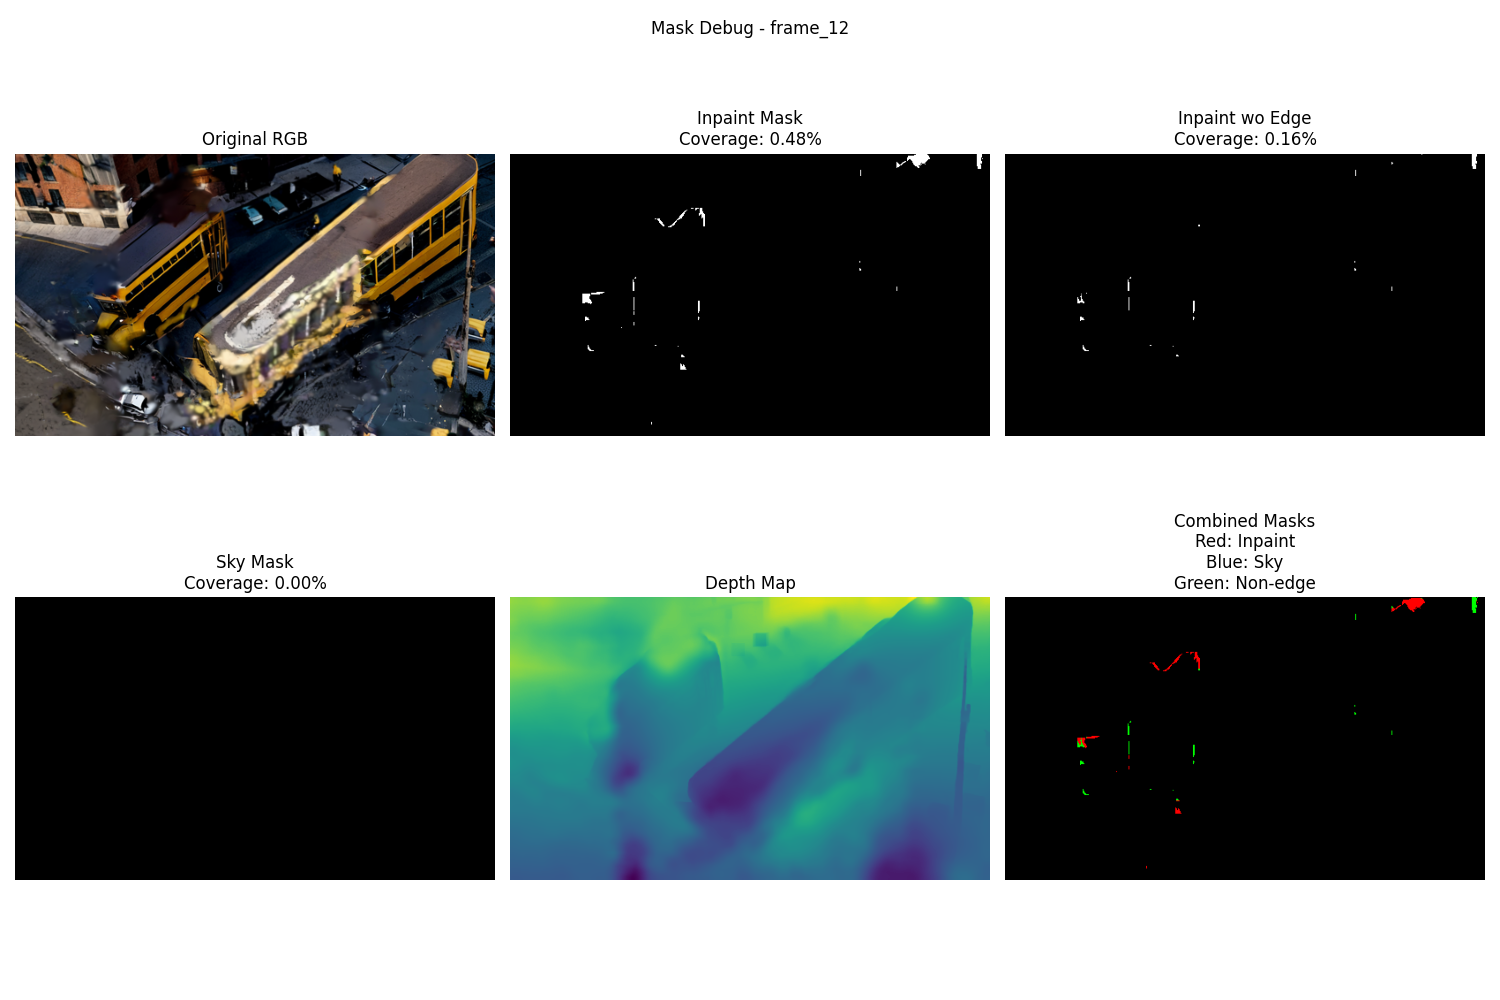 Mask Debug - frame_12
Original RGB
Inpaint Mask
Coverage: 0.48%
Inpaint wo Edge
Coverage: 0.16%
Sky Mask
Coverage: 0.00%
Depth Map
Combined Masks
Red: Inpaint
Blue: Sky
Green: Non-edge